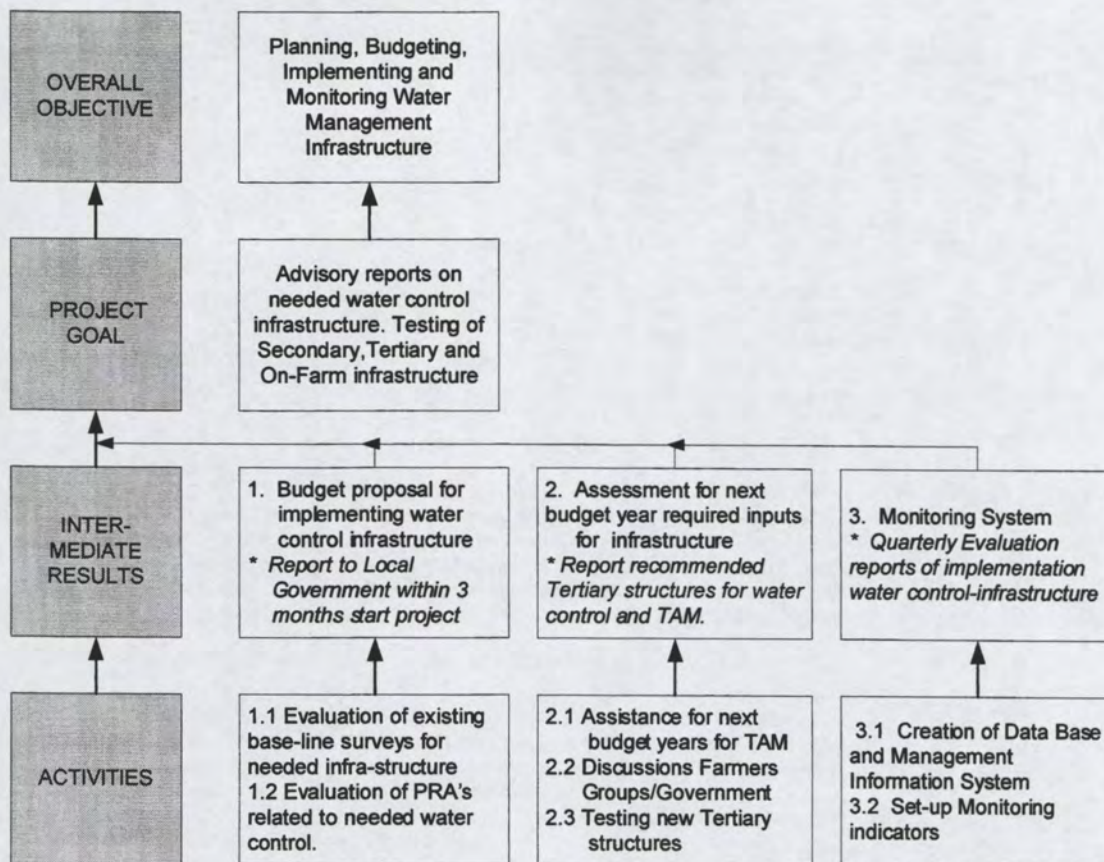 OVERALL
OBJECTIVE
Planning, Budgeting,
Implementing and
Monitoring Water
Management
Infrastructure
PROJECT
GOAL
Advisory reports on
needed water control
infrastructure. Testing of
Secondary,Tertiary and
On-Farm infrastructure
INTER-
MEDIATE
RESULTS
1. Budget proposal for
implementing water
control infrastructure
* Report to Local
Government within 3
months start project
2. Assessment for next
budget year required inputs
for infrastructure
* Report recommended
Tertiary structures for water
control and TAM.
3. Monitoring System
* Quarterly Evaluation
reports of implementation
water control-infrastructure
ACTIVITIES
1.1 Evaluation of existing
base-line surveys for
needed infra-structure
1.2 Evaluation of PRA's
related to needed water
control.
2.1 Assistance for next
budget years for TAM
2.2 Discussions Farmers
Groups/Government
2.3 Testing new Tertiary
structures
3.1 Creation of Data Base
and Management
Information System
3.2 Set-up Monitoring
indicators